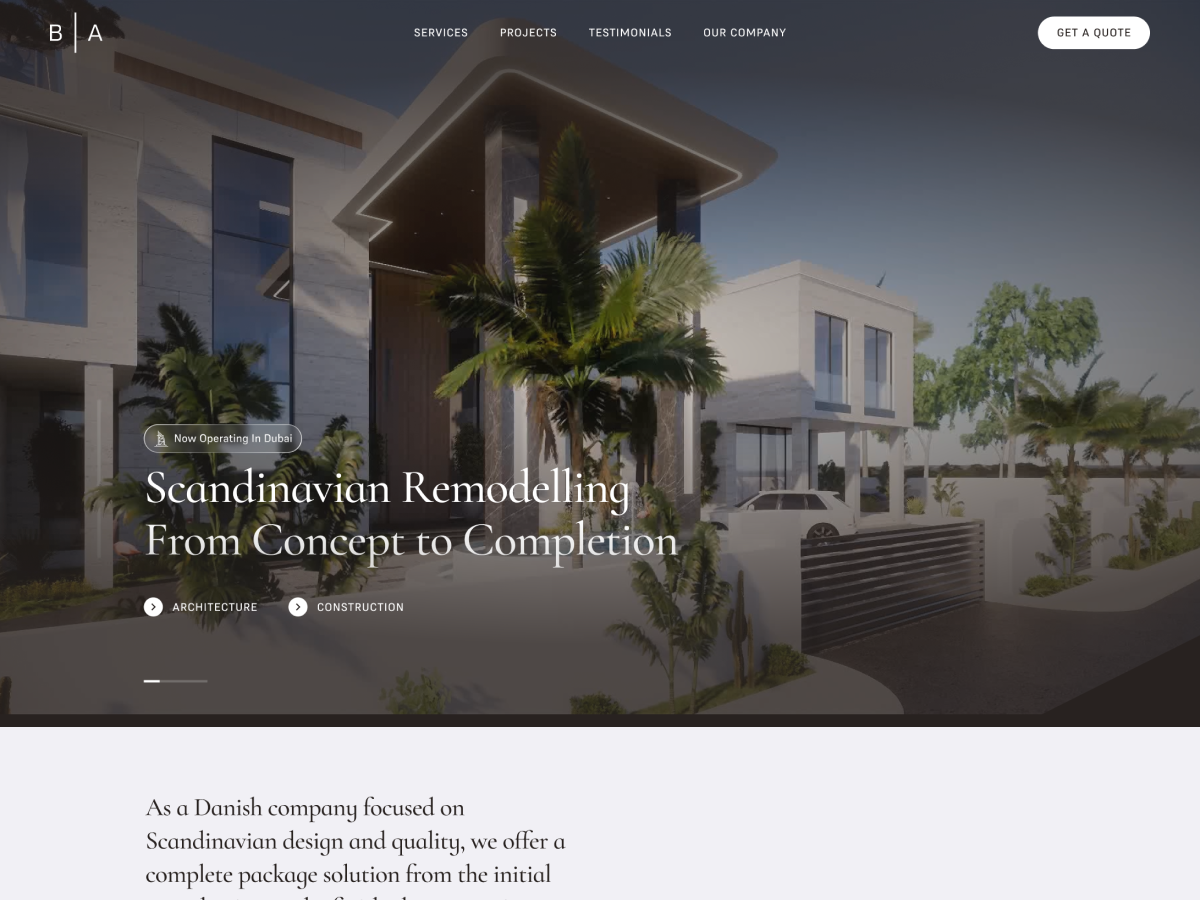 B | A
SERVICES
PROJECTS
TESTIMONIALS
OUR COMPANY
GET A QUOTE
Now Operating In Dubai
Scandinavian Remodelling
From Concept to Completion
ARCHITECTURE
CONSTRUCTION
As a Danish company focused on
Scandinavian design and quality, we offer a
complete package solution from the initial